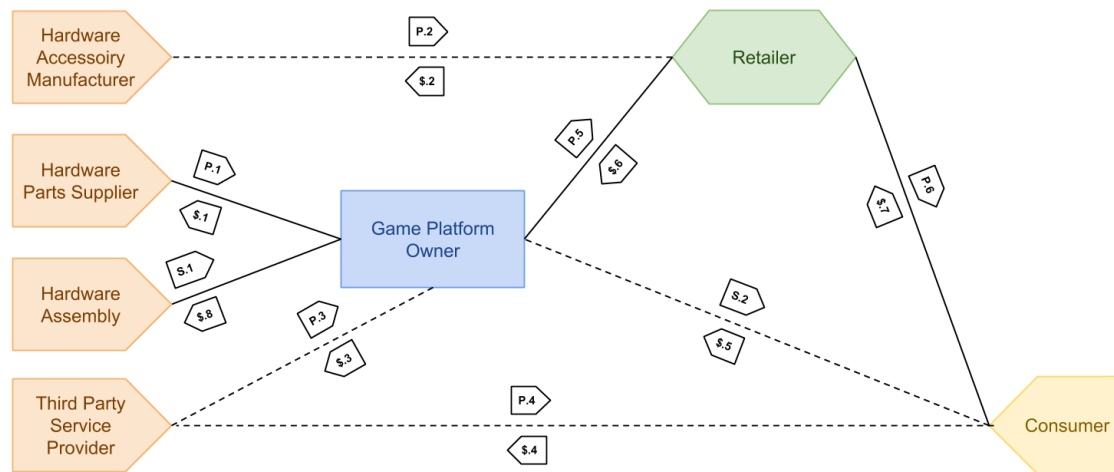 Hardware
Accessoiry
Manufacturer
P.2
$.2
Retailer
Hardware
Parts Supplier
P.1
$.1
P.5
$.6
P.6
$.7
Game Platform
Owner
Hardware
Assembly
S.1
$.8
P.3
$.3
S.2
$.5
Third Party
Service
Provider
P.4
$.4
Consumer